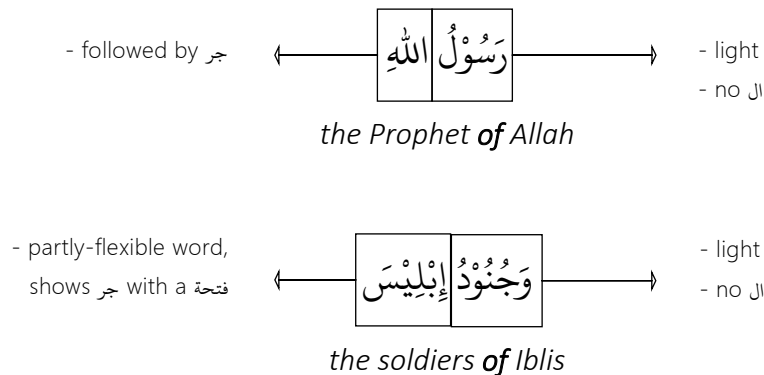 - followed by جر
رَسُوْلُ اللّٰهِ
- light
- no ال
the Prophet of Allah
- partly-flexible word,
shows جر with a فتحة
وَجُنُوْدُ إِبْلِيْسَ
- light
- no ال
the soldiers of Iblis